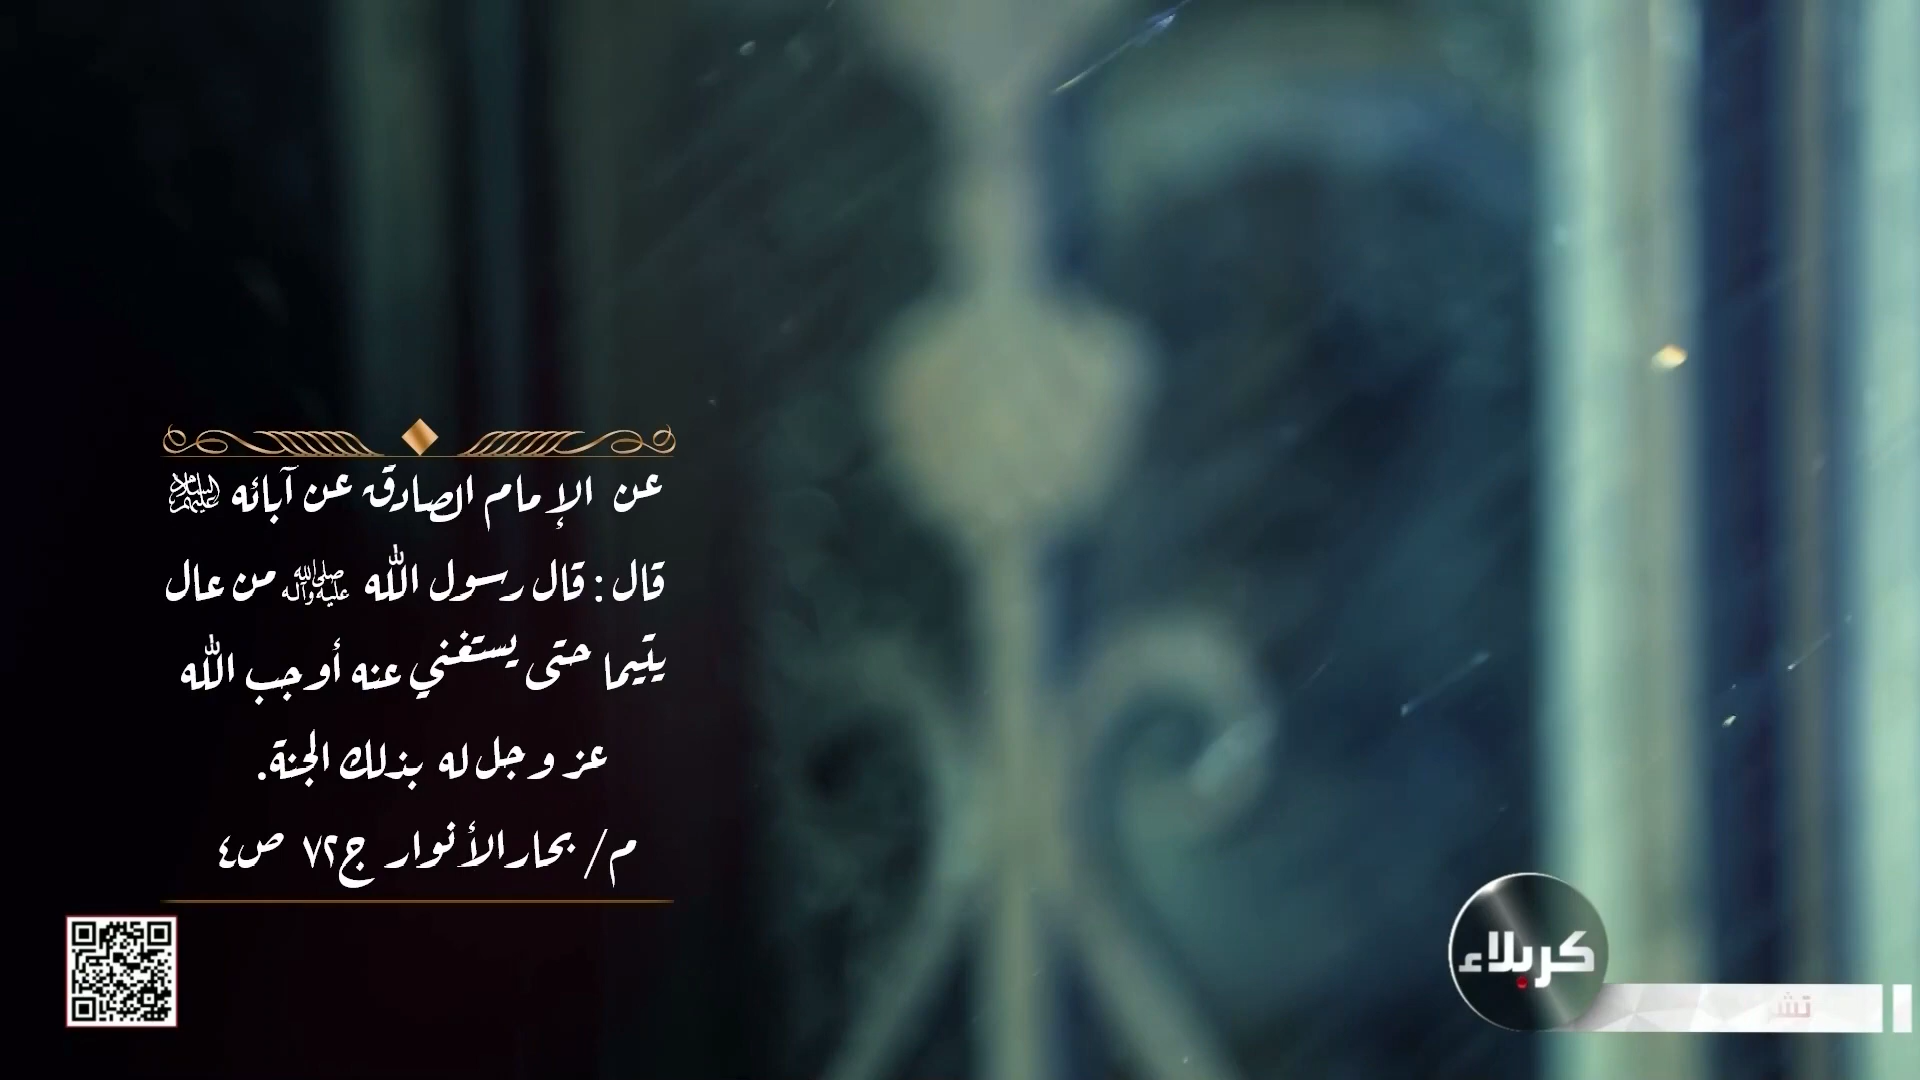 عن الإمام الصادق عن آبائه عليهم السلام
قال : قال رسول الله صلى الله عليه وآله من عال
يتيما حتى يستغني عنه أوجب الله
عز وجل له بذلك الجنة.
م/ بحار الأنوار ج٧٢ ص٤
كربلاء